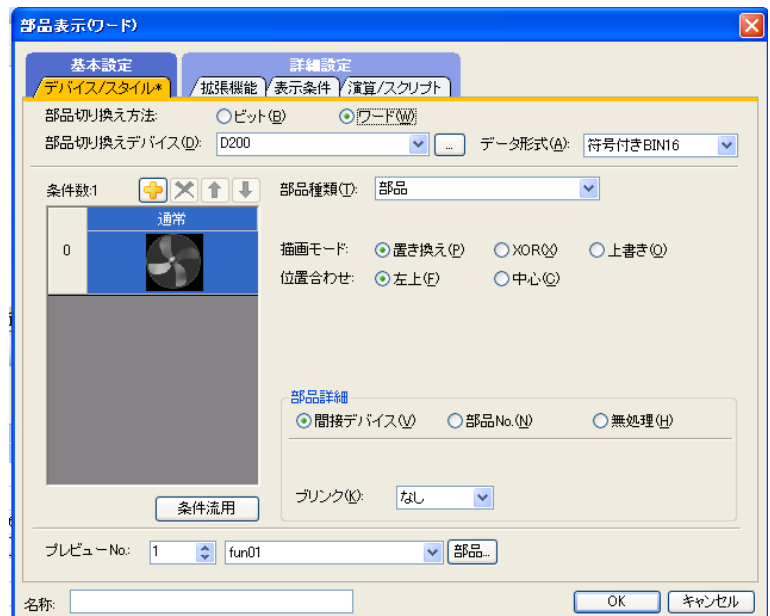 部品表示(ワード)
基本設定 詳細設定
デバイス/スタイル* 拡張機能 表示条件 演算/スクリプト
部品切り換え方法: ビット(B) ワード(W)
部品切り換えデバイス(D): D200 ... データ形式(A): 符号付きBIN16
条件数:1 部品種類(T): 部品
通常
0
描画モード: 置き換え(P) XOR(X) 上書き(O)
位置合わせ: 左上(F) 中心(C)
部品詳細
間接デバイス(V) 部品No.(N) 無処理(H)
ブリンク(K): なし
条件流用
プレビューNo.: 1 fun01 部品...
名称: OK キャンセル